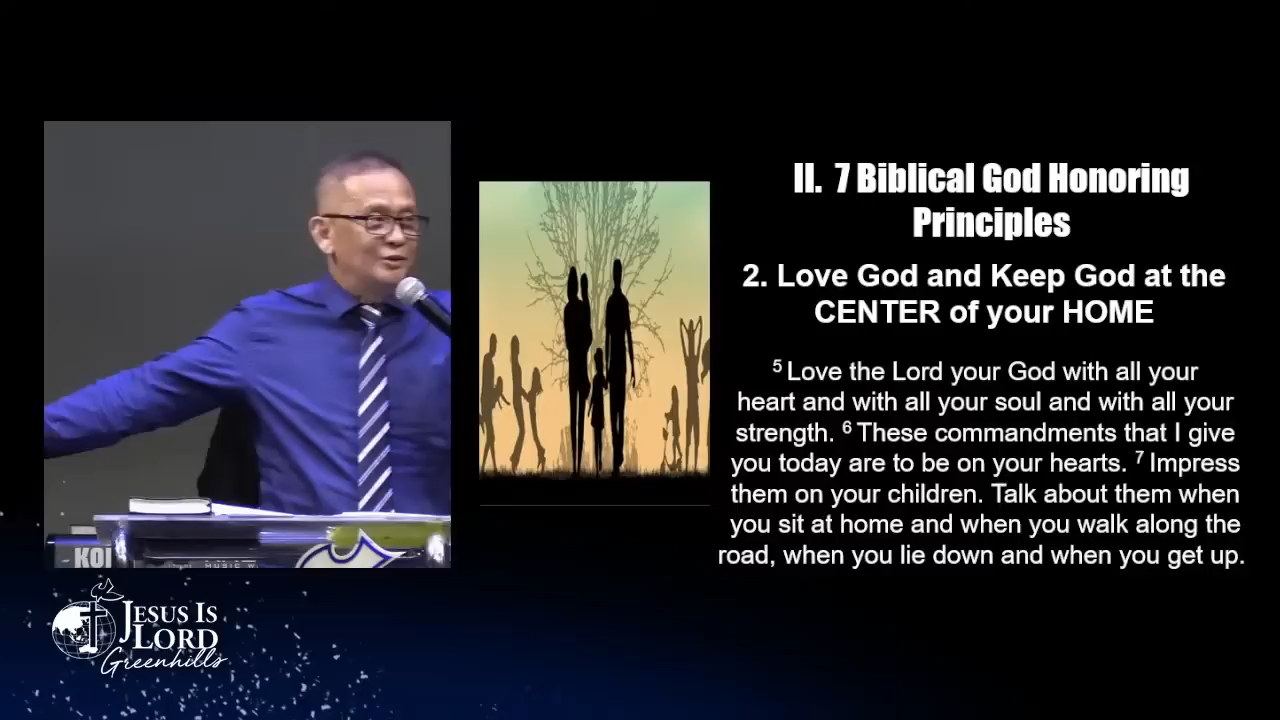 II. 7 Biblical God Honoring
Principles
2. Love God and Keep God at the
CENTER of your HOME
5 Love the Lord your God with all your
heart and with all your soul and with all your
strength. 6 These commandments that I give
you today are to be on your hearts. 7 Impress
them on your children. Talk about them when
you sit at home and when you walk along the
road, when you lie down and when you get up.
JESUS IS
LORD
Greenhills